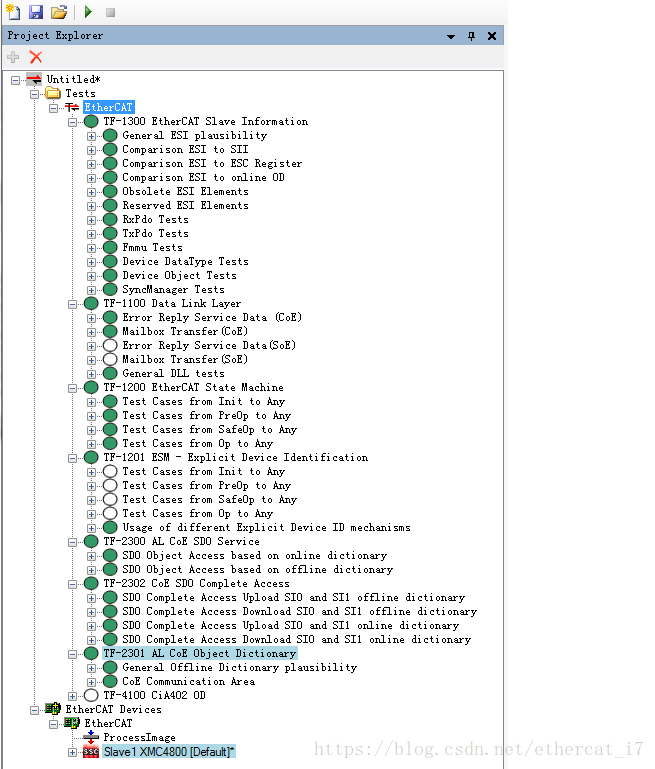 Project Explorer
Untitled*
Tests
EtherCAT
TF-1300 EtherCAT Slave Information
General ESI plausibility
Comparison ESI to SII
Comparison ESI to ESC Register
Comparison ESI to online OD
Obsolete ESI Elements
Reserved ESI Elements
RxPdo Tests
TxPdo Tests
Fmmu Tests
Device DataType Tests
Device Object Tests
SyncManager Tests
TF-1100 Data Link Layer
Error Reply Service Data (CoE)
Mailbox Transfer(CoE)
Error Reply Service Data(SoE)
Mailbox Transfer(SoE)
General DLL tests
TF-1200 EtherCAT State Machine
Test Cases from Init to Any
Test Cases from PreOp to Any
Test Cases from SafeOp to Any
Test Cases from Op to Any
TF-1201 ESM - Explicit Device Identification
Test Cases from Init to Any
Test Cases from PreOp to Any
Test Cases from SafeOp to Any
Test Cases from Op to Any
Usage of different Explicit Device ID mechanisms
TF-2300 AL CoE SDO Service
SDO Object Access based on online dictionary
SDO Object Access based on offline dictionary
TF-2302 CoE SDO Complete Access
SDO Complete Access Upload SI0 and SI1 offline dictionary
SDO Complete Access Download SI0 and SI1 offline dictionary
SDO Complete Access Upload SI0 and SI1 online dictionary
SDO Complete Access Download SI0 and SI1 online dictionary
TF-2301 AL CoE Object Dictionary
General Offline Dictionary plausibility
CoE Communication Area
TF-4100 CiA402 OD
EtherCAT Devices
EtherCAT
ProcessImage
SSC Slave1 XMC4800 [Default]*
https://blog.csdn.net/ethercat_i7